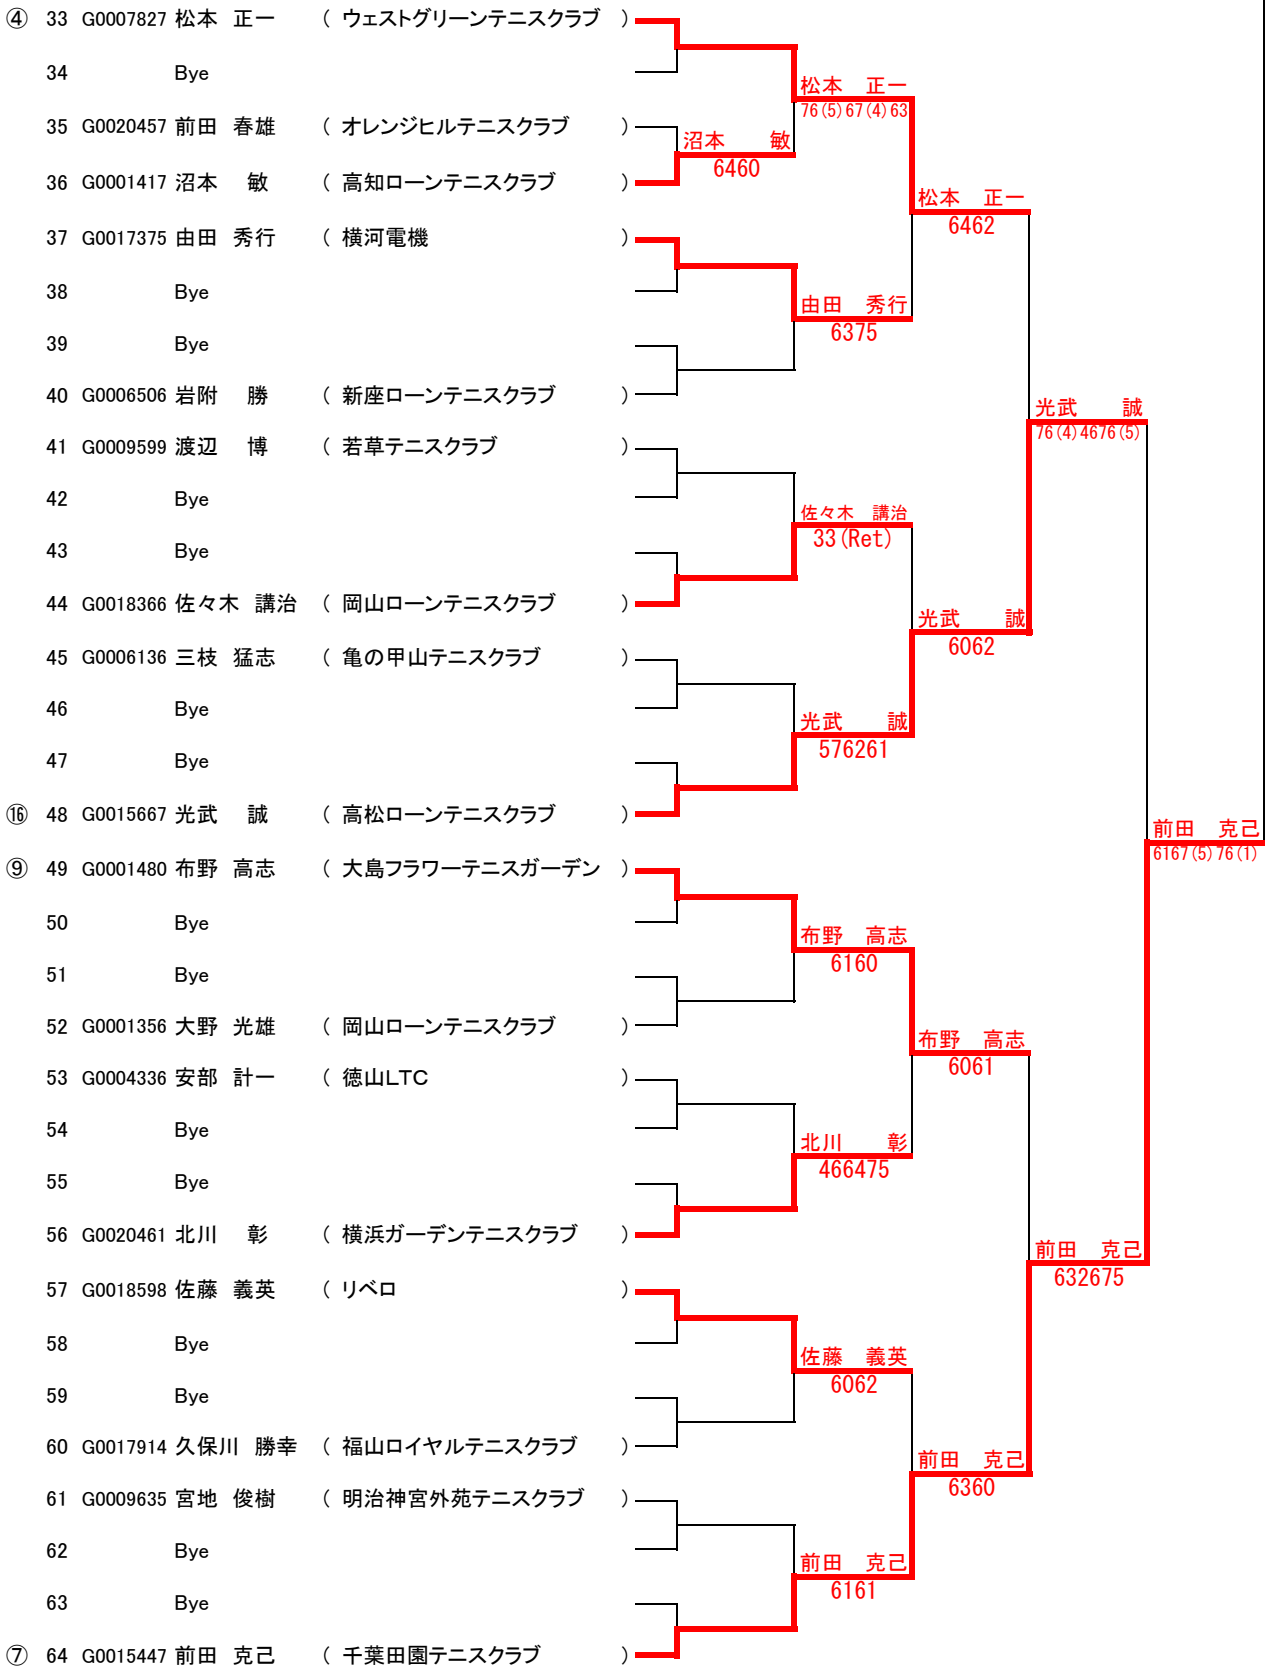 ④ 33 G0007827 松本 正一 ( ウェストグリーンテニスクラブ )
34 Bye
松本 正一
76(5)67(4)63
35 G0020457 前田 春雄 ( オレンジヒルテニスクラブ )
沼本 敏
6460
36 G0001417 沼本 敏 ( 高知ローンテニスクラブ )
松本 正一
6462
37 G0017375 由田 秀行 ( 横河電機 )
38 Bye
由田 秀行
6375
39 Bye
40 G0006506 岩附 勝 ( 新座ローンテニスクラブ )
光武 誠
76(4)4676(5)
41 G0009599 渡辺 博 ( 若草テニスクラブ )
42 Bye
佐々木 講治
33(Ret)
43 Bye
44 G0018366 佐々木 講治 ( 岡山ローンテニスクラブ )
光武 誠
6062
45 G0006136 三枝 猛志 ( 亀の甲山テニスクラブ )
46 Bye
光武 誠
576261
47 Bye
⑯ 48 G0015667 光武 誠 ( 高松ローンテニスクラブ )
前田 克己
6167(5)76(1)
⑨ 49 G0001480 布野 高志 ( 大島フラワーテニスガーデン )
50 Bye
布野 高志
6160
51 Bye
52 G0001356 大野 光雄 ( 岡山ローンテニスクラブ )
布野 高志
6061
53 G0004336 安部 計一 ( 徳山LTC )
54 Bye
北川 彰
466475
55 Bye
56 G0020461 北川 彰 ( 横浜ガーデンテニスクラブ )
前田 克己
632675
57 G0018598 佐藤 義英 ( リベロ )
58 Bye
佐藤 義英
6062
59 Bye
60 G0017914 久保川 勝幸 ( 福山ロイヤルテニスクラブ )
前田 克己
6360
61 G0009635 宮地 俊樹 ( 明治神宮外苑テニスクラブ )
62 Bye
前田 克己
6161
63 Bye
⑦ 64 G0015447 前田 克己 ( 千葉田園テニスクラブ )